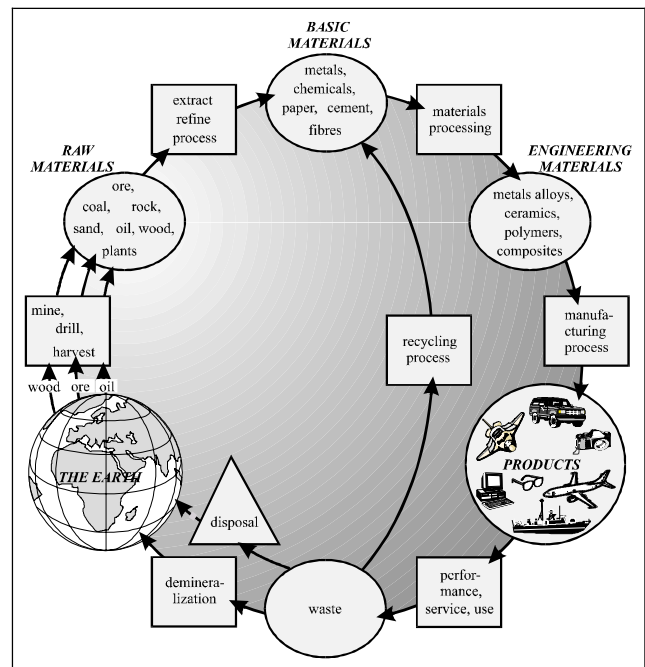 BASIC
MATERIALS
metals,
chemicals,
paper, cement,
fibres
extract
refine
process
materials
processing
RAW
MATERIALS
ENGINEERING
MATERIALS
ore,
coal, rock,
sand, oil, wood,
plants
metals alloys,
ceramics,
polymers,
composites
mine,
drill,
harvest
manufa-
cturing
process
recycling
process
wood ore oil
THE EARTH
PRODUCTS
disposal
deminera-
lization
waste
perfor-
mance,
service, use